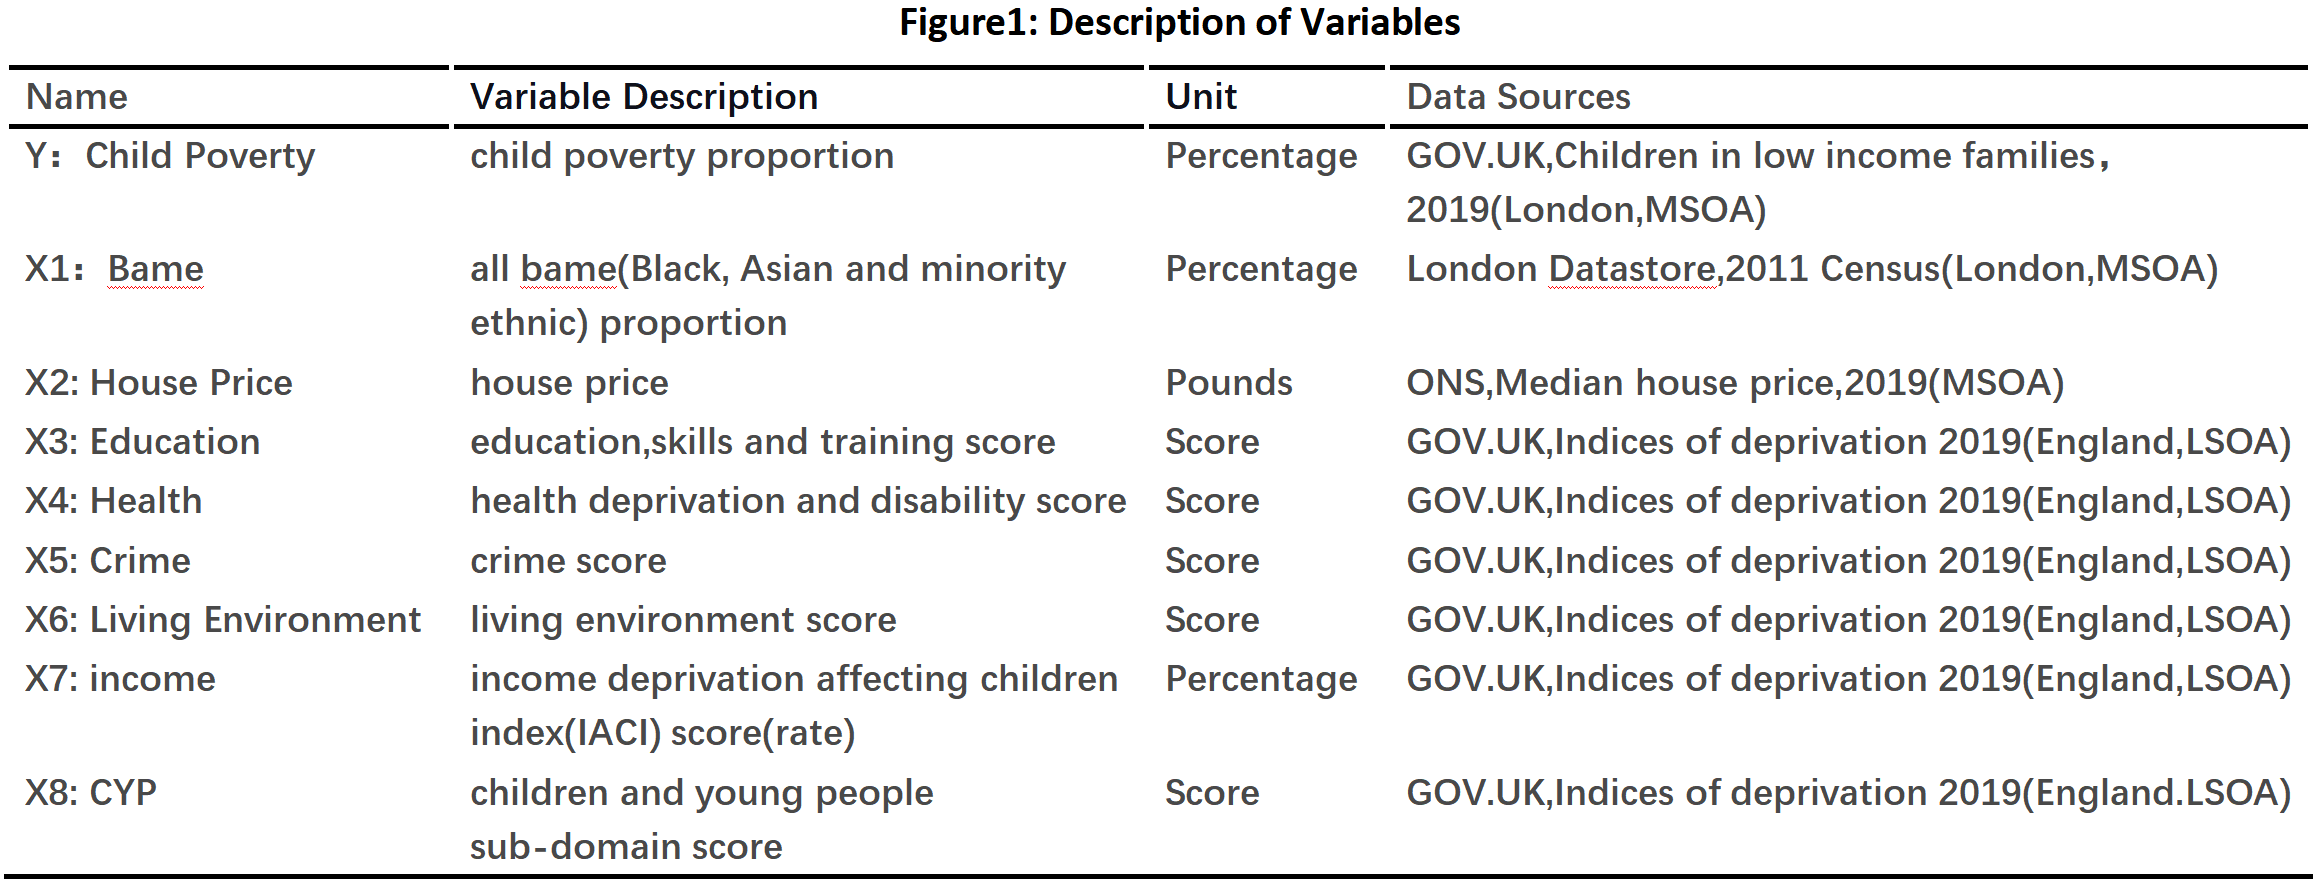 Figure1: Description of Variables
Name Variable Description Unit Data Sources
Y：Child Poverty child poverty proportion Percentage GOV.UK,Children in low income families，
2019(London,MSOA)
X1：Bame all bame(Black, Asian and minority Percentage London Datastore,2011 Census(London,MSOA)
ethnic) proportion
X2: House Price house price Pounds ONS,Median house price,2019(MSOA)
X3: Education education,skills and training score Score GOV.UK,Indices of deprivation 2019(England,LSOA)
X4: Health health deprivation and disability score Score GOV.UK,Indices of deprivation 2019(England,LSOA)
X5: Crime crime score Score GOV.UK,Indices of deprivation 2019(England,LSOA)
X6: Living Environment living environment score Score GOV.UK,Indices of deprivation 2019(England,LSOA)
X7: income income deprivation affecting children Percentage GOV.UK,Indices of deprivation 2019(England,LSOA)
index(IACI) score(rate)
X8: CYP children and young people Score GOV.UK,Indices of deprivation 2019(England.LSOA)
sub-domain score